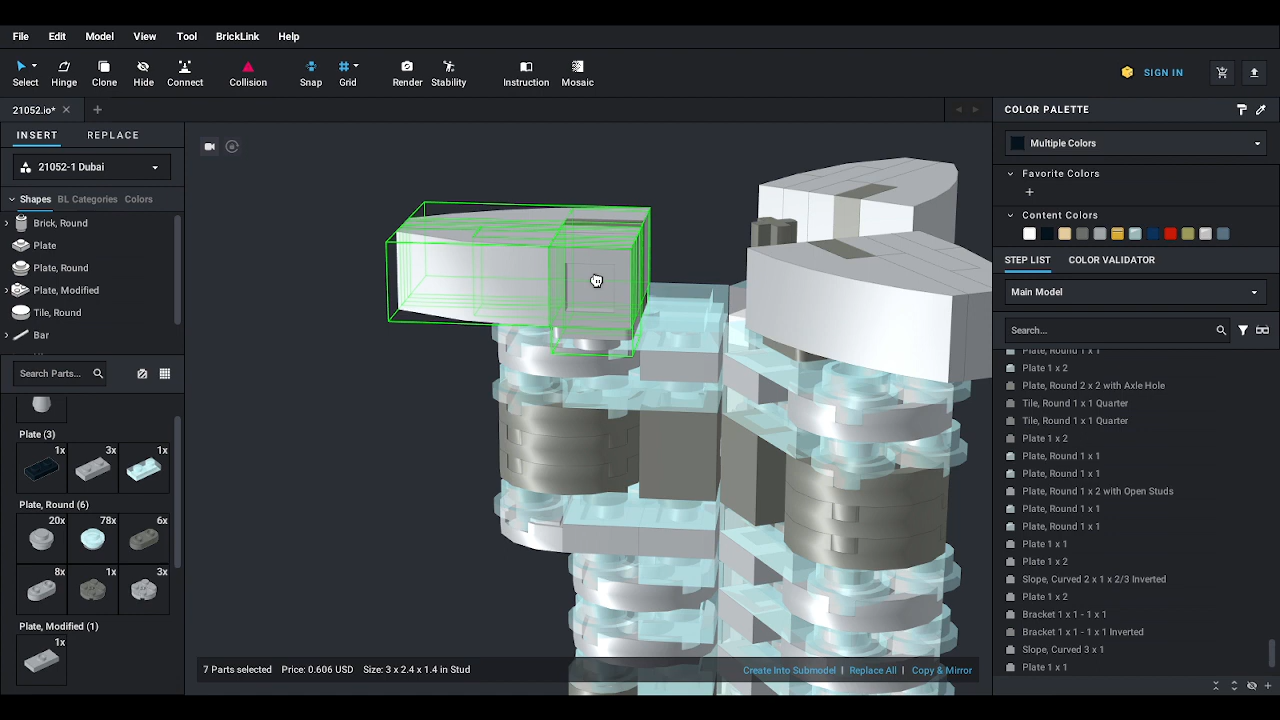 File Edit Model View Tool BrickLink Help
Select Hinge Clone Hide Connect Collision Snap Grid Render Stability Instruction Mosaic SIGN IN
21052.io*
INSERT REPLACE
21052-1 Dubai
Shapes BL Categories Colors
Brick, Round
Plate
Plate, Round
Plate, Modified
Tile, Round
Bar
Search Parts...
Plate (3)
1x 3x 1x
Plate, Round (6)
20x 78x 6x
8x 1x 3x
Plate, Modified (1)
1x
7 Parts selected Price: 0.606 USD Size: 3 x 2.4 x 1.4 in Stud
Create Into Submodel | Replace All | Copy & Mirror
COLOR PALETTE
Multiple Colors
Favorite Colors
+
Content Colors
STEP LIST COLOR VALIDATOR
Main Model
Search...
Plate, Round 1 x 1
Plate 1 x 2
Plate, Round 2 x 2 with Axle Hole
Tile, Round 1 x 1 Quarter
Tile, Round 1 x 1 Quarter
Plate 1 x 2
Plate, Round 1 x 1
Plate, Round 1 x 1
Plate, Round 1 x 2 with Open Studs
Plate, Round 1 x 1
Plate, Round 1 x 1
Plate 1 x 1
Plate 1 x 2
Slope, Curved 2 x 1 x 2/3 Inverted
Plate 1 x 2
Bracket 1 x 1 - 1 x 1
Bracket 1 x 1 - 1 x 1 Inverted
Slope, Curved 3 x 1
Plate 1 x 1